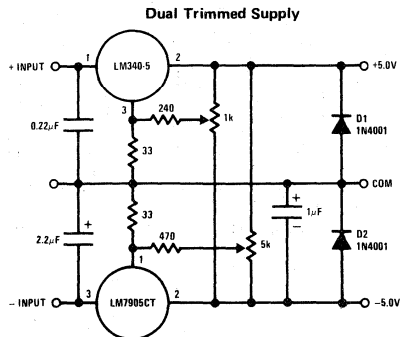 Dual Trimmed Supply
+ INPUT
1
LM340-5
2
+5.0V
3
240
1k
0.22µF
33
D1
1N4001
COM
33
+
1µF
−
+
2.2µF
470
5k
D2
1N4001
1
− INPUT
3
LM7905CT
2
−5.0V